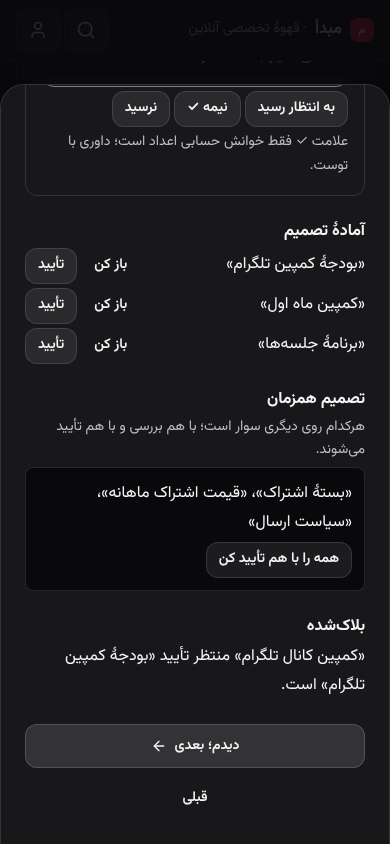 م
مبدأ · قهوهٔ تخصصی آنلاین
به انتظار رسید
نیمه ✓
نرسید
علامت ✓ فقط خوانش حسابی اعداد است؛ داوری با
توست.
آمادهٔ تصمیم
«بودجهٔ کمپین تلگرام» باز کن تأیید
«کمپین ماه اول» باز کن تأیید
«برنامهٔ جلسه‌ها» باز کن تأیید
تصمیم همزمان
هرکدام روی دیگری سوار است؛ با هم بررسی و با هم تأیید
می‌شوند.
«بستهٔ اشتراک»، «قیمت اشتراک ماهانه»،
«سیاست ارسال»
همه را با هم تأیید کن
بلاک‌شده
«کمپین کانال تلگرام» منتظر تأیید «بودجهٔ کمپین
تلگرام» است.
دیدم؛ بعدی ←
قبلی